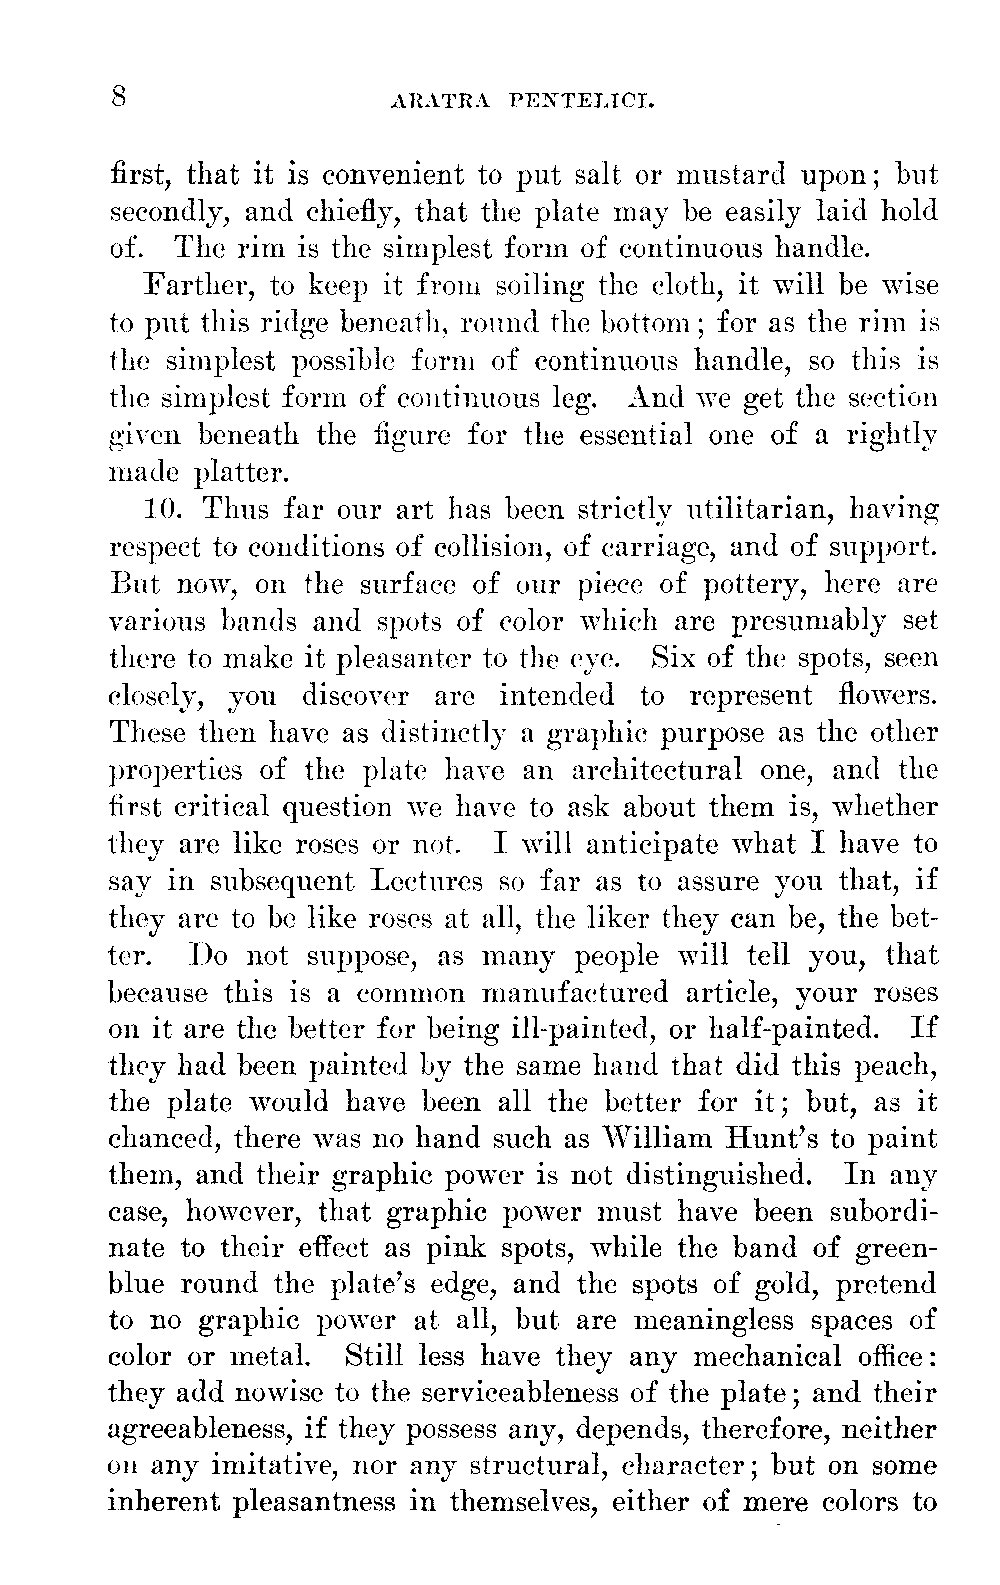 8 ARATRA PENTELICI.
first, that it is convenient to put salt or mustard upon; but
secondly, and chiefly, that the plate may be easily laid hold
of. The rim is the simplest form of continuous handle.
Farther, to keep it from soiling the cloth, it will be wise
to put this ridge beneath, round the bottom; for as the rim is
the simplest possible form of continuous handle, so this is
the simplest form of continuous leg. And we get the section
given beneath the figure for the essential one of a rightly
made platter.
10. Thus far our art has been strictly utilitarian, having
respect to conditions of collision, of carriage, and of support.
But now, on the surface of our piece of pottery, here are
various bands and spots of color which are presumably set
there to make it pleasanter to the eye. Six of the spots, seen
closely, you discover are intended to represent flowers.
These then have as distinctly a graphic purpose as the other
properties of the plate have an architectural one, and the
first critical question we have to ask about them is, whether
they are like roses or not. I will anticipate what I have to
say in subsequent Lectures so far as to assure you that, if
they are to be like roses at all, the liker they can be, the bet-
ter. Do not suppose, as many people will tell you, that
because this is a common manufactured article, your roses
on it are the better for being ill-painted, or half-painted. If
they had been painted by the same hand that did this peach,
the plate would have been all the better for it; but, as it
chanced, there was no hand such as William Hunt's to paint
them, and their graphic power is not distinguished. In any
case, however, that graphic power must have been subordi-
nate to their effect as pink spots, while the band of green-
blue round the plate's edge, and the spots of gold, pretend
to no graphic power at all, but are meaningless spaces of
color or metal. Still less have they any mechanical office:
they add nowise to the serviceableness of the plate; and their
agreeableness, if they possess any, depends, therefore, neither
on any imitative, nor any structural, character; but on some
inherent pleasantness in themselves, either of mere colors to